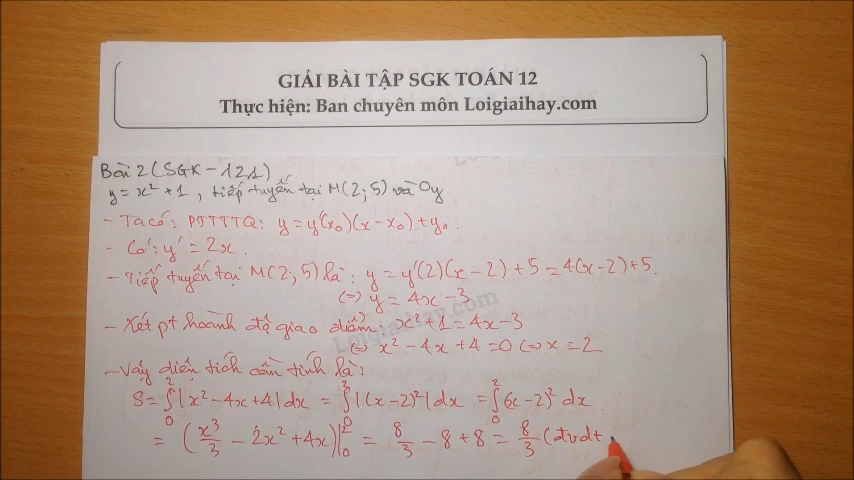 GIẢI BÀI TẬP SGK TOÁN 12
Thực hiện: Ban chuyên môn Loigiaihay.com
Bài 2 (SGK - 121)
y = x² + 1, tiếp tuyến tại M(2; 5) và Oy
- Ta có: PTTTTQ: y = y'(x₀)(x - x₀) + y₀.
- Có: y' = 2x.
- Tiếp tuyến tại M(2; 5) là: y = y'(2)(x - 2) + 5 = 4(x - 2) + 5.
(=) y = 4x - 3
- Xét pt hoành độ giao điểm: x² + 1 = 4x - 3
(=) x² - 4x + 4 = 0 (=) x = 2
Loigiaihay.com
- Vậy diện tích cần tính là:
S = ∫₀² |x² - 4x + 4| dx = ∫₀² |(x - 2)²| dx = ∫₀² (x - 2)² dx.
= (x³/3 - 2x² + 4x)|₀² = 8/3 - 8 + 8 = 8/3 (đvdt